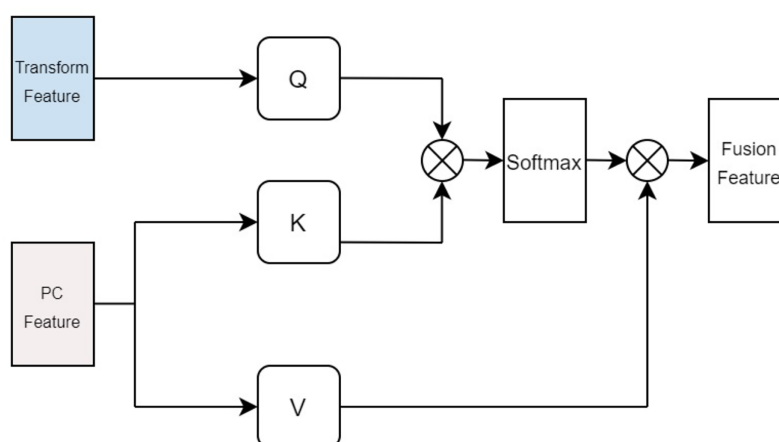 Transform
Feature
Q
Softmax
Fusion
Feature
K
PC
Feature
V